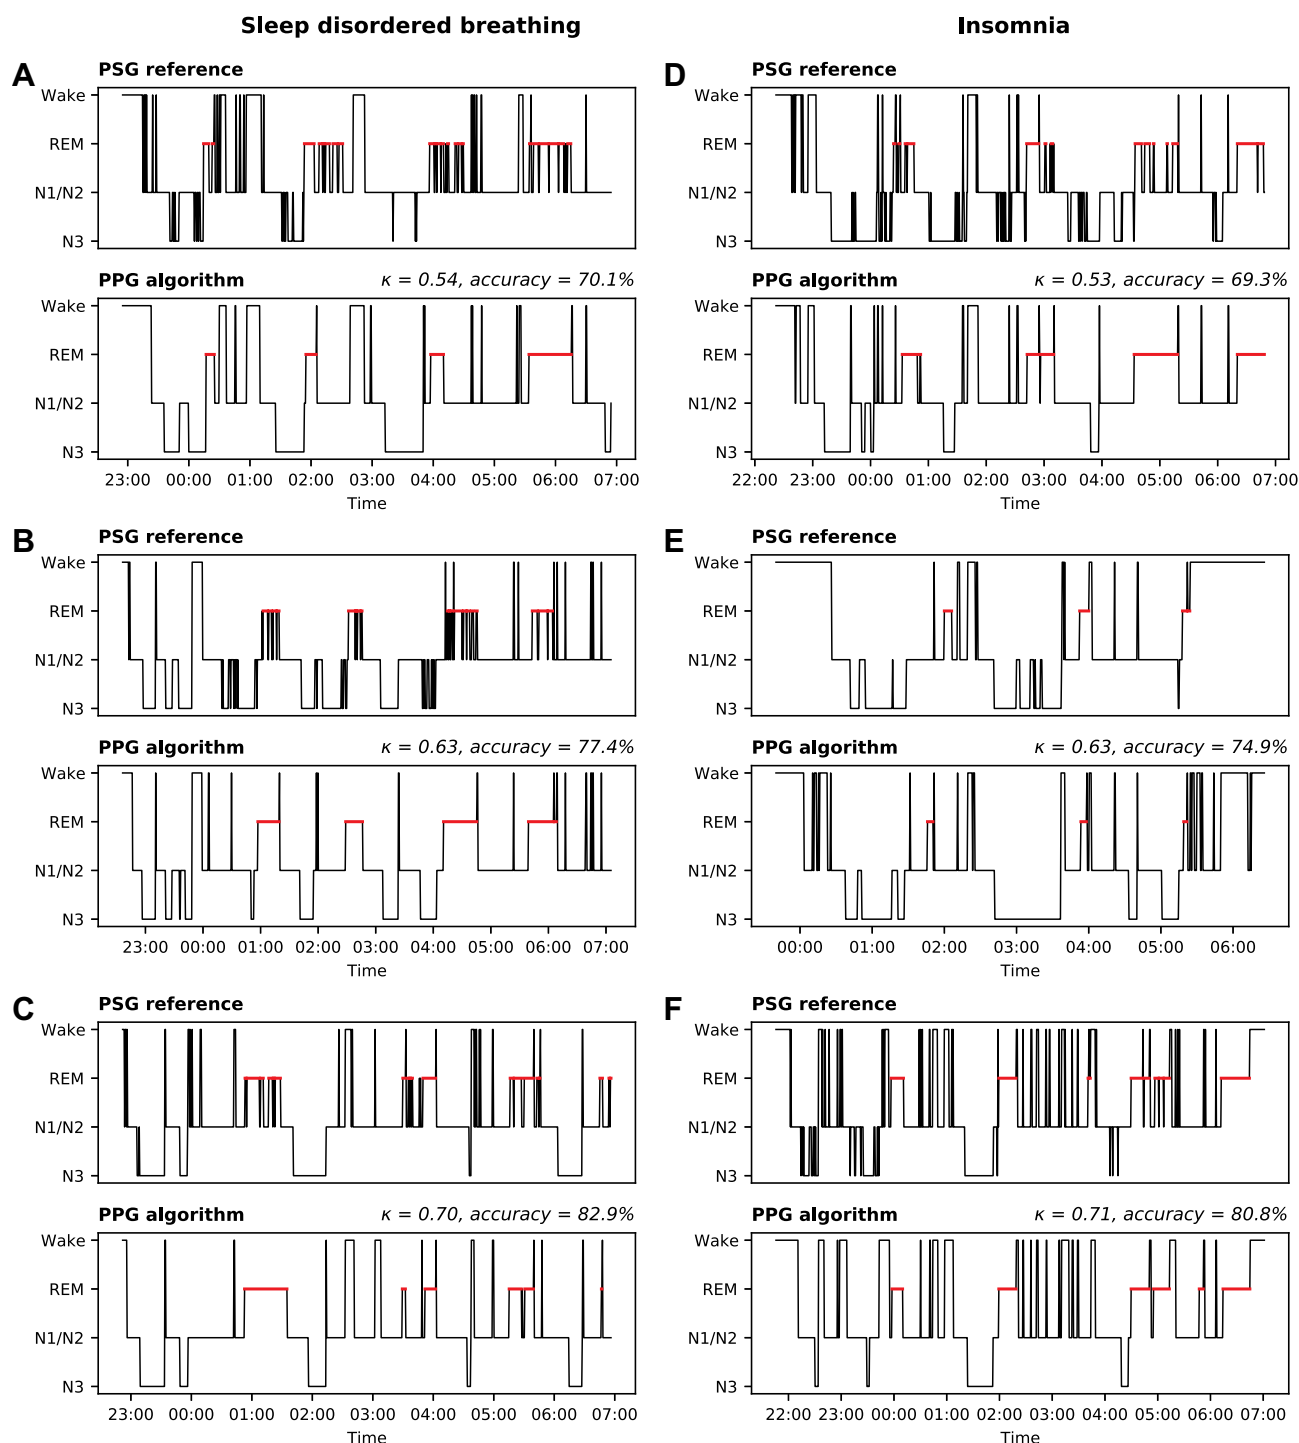 Sleep disordered breathing
Insomnia
A
PSG reference
Wake
REM
N1/N2
N3
PPG algorithm
κ = 0.54, accuracy = 70.1%
Wake
REM
N1/N2
N3
23:00 00:00 01:00 02:00 03:00 04:00 05:00 06:00 07:00
Time
D
PSG reference
Wake
REM
N1/N2
N3
PPG algorithm
κ = 0.53, accuracy = 69.3%
Wake
REM
N1/N2
N3
22:00 23:00 00:00 01:00 02:00 03:00 04:00 05:00 06:00 07:00
Time
B
PSG reference
Wake
REM
N1/N2
N3
PPG algorithm
κ = 0.63, accuracy = 77.4%
Wake
REM
N1/N2
N3
23:00 00:00 01:00 02:00 03:00 04:00 05:00 06:00 07:00
Time
E
PSG reference
Wake
REM
N1/N2
N3
PPG algorithm
κ = 0.63, accuracy = 74.9%
Wake
REM
N1/N2
N3
00:00 01:00 02:00 03:00 04:00 05:00 06:00
Time
C
PSG reference
Wake
REM
N1/N2
N3
PPG algorithm
κ = 0.70, accuracy = 82.9%
Wake
REM
N1/N2
N3
23:00 00:00 01:00 02:00 03:00 04:00 05:00 06:00 07:00
Time
F
PSG reference
Wake
REM
N1/N2
N3
PPG algorithm
κ = 0.71, accuracy = 80.8%
Wake
REM
N1/N2
N3
22:00 23:00 00:00 01:00 02:00 03:00 04:00 05:00 06:00 07:00
Time